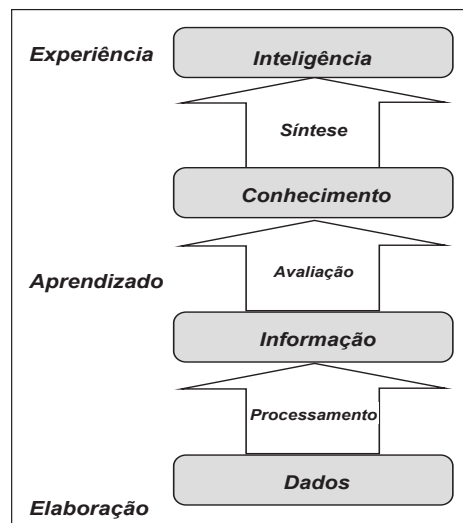 Experiência
Inteligência
Síntese
Conhecimento
Avaliação
Aprendizado
Informação
Processamento
Dados
Elaboração